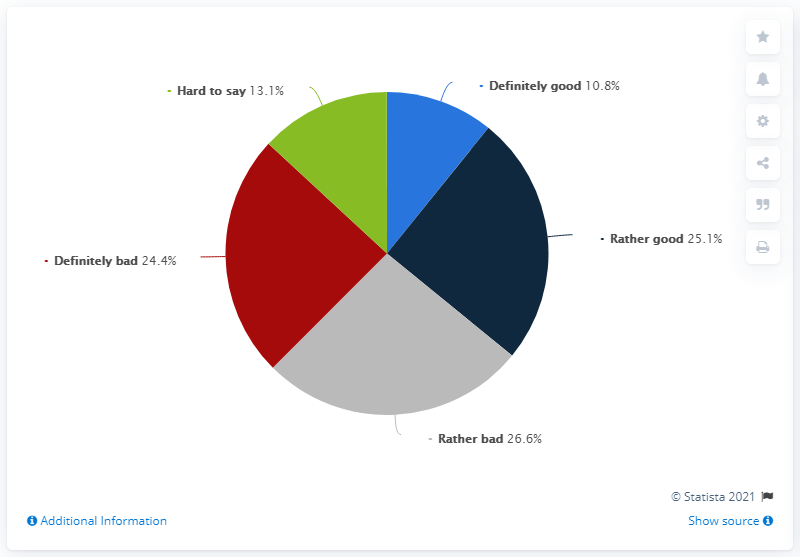 Hard to say 13.1%
Definitely good 10.8%
Rather good 25.1%
Definitely bad 24.4%
Rather bad 26.6%
© Statista 2021
Additional Information
Show source